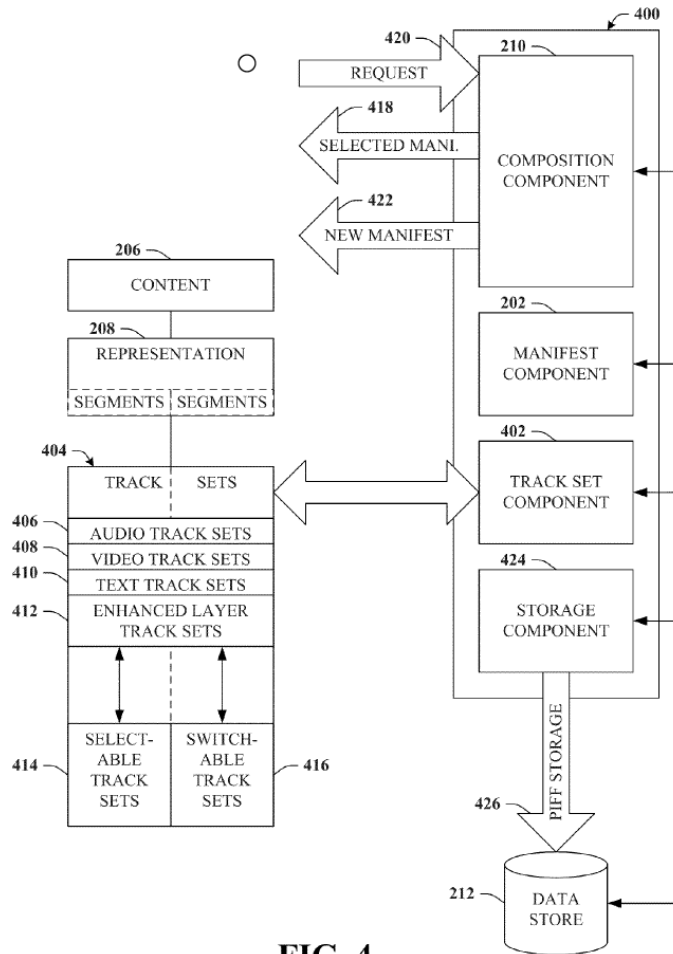 400
420
210
REQUEST
418
SELECTED MANI.
COMPOSITION
COMPONENT
422
NEW MANIFEST
206
CONTENT
202
208
REPRESENTATION
MANIFEST
COMPONENT
SEGMENTS SEGMENTS
402
404
TRACK SETS
TRACK SET
COMPONENT
406
AUDIO TRACK SETS
408
VIDEO TRACK SETS
410
TEXT TRACK SETS
424
412
ENHANCED LAYER
TRACK SETS
STORAGE
COMPONENT
414
SELECT-
ABLE
TRACK
SETS
SWITCH-
ABLE
TRACK
SETS
416
PIFF STORAGE
426
212
DATA
STORE
FIG. 4